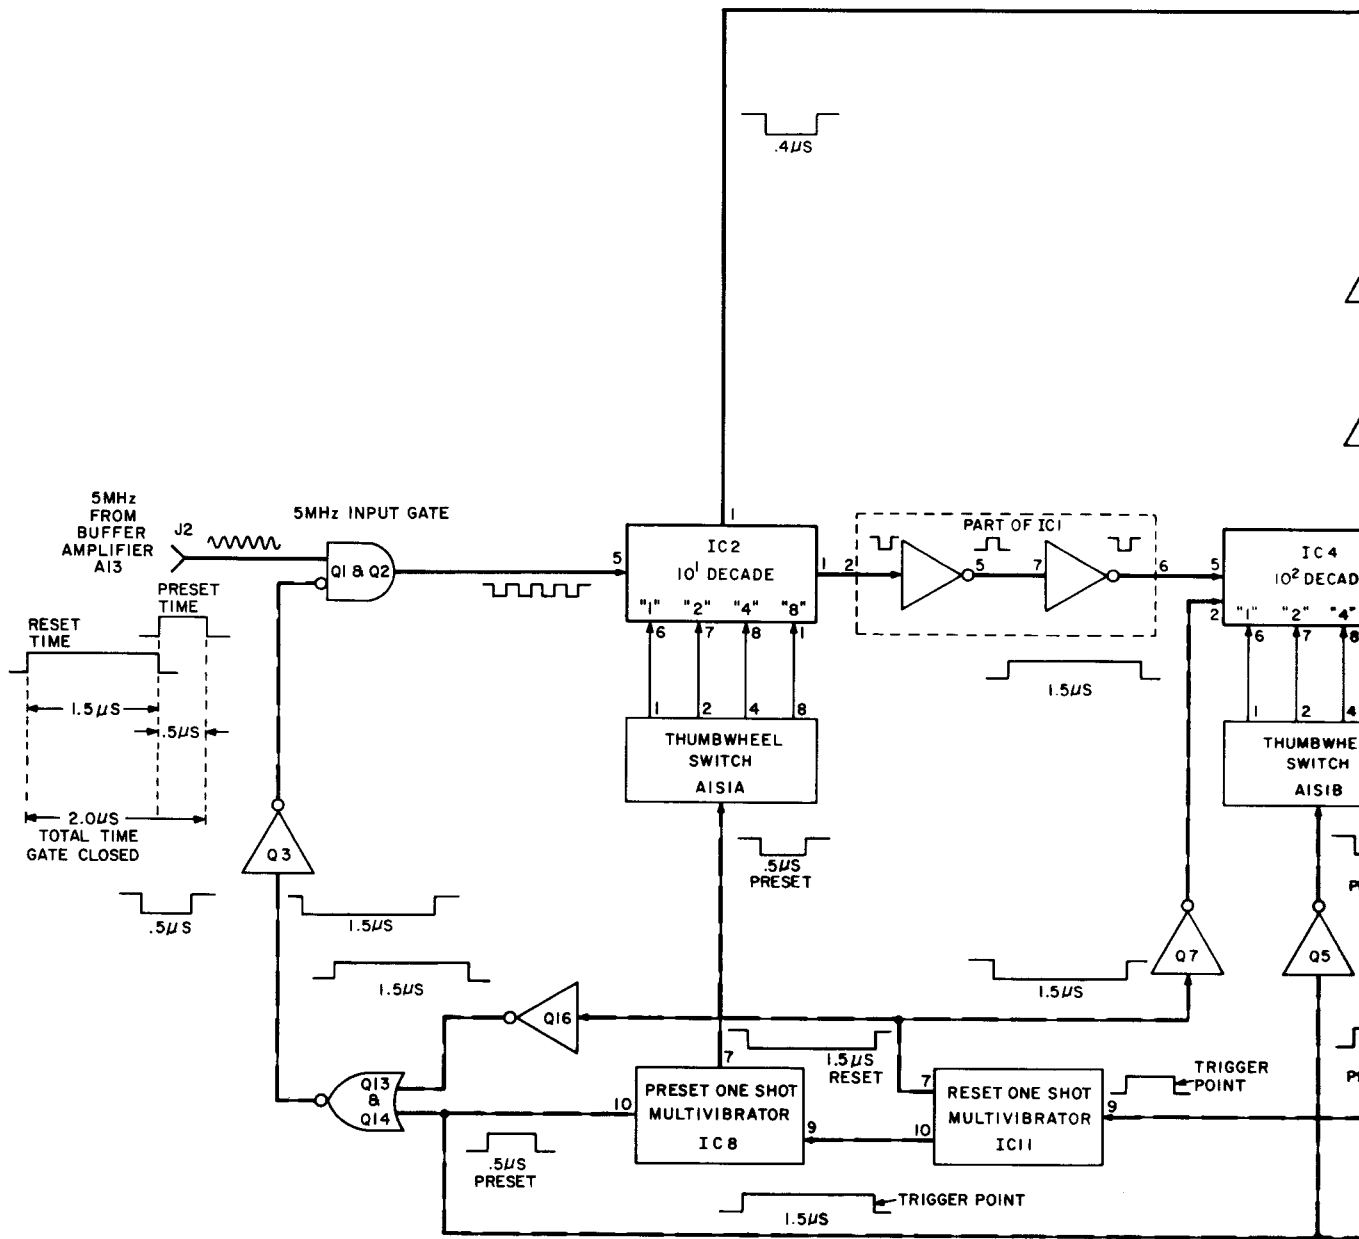 .4µS
5MHz
FROM
BUFFER
AMPLIFIER
A13
J2
5MHz INPUT GATE
Q1 & Q2
PRESET
TIME
RESET
TIME
1.5µS
.5µS
2.0µS
TOTAL TIME
GATE CLOSED
5
1
IC2
10¹ DECADE
"1" "2" "4" "8"
6 7 8 1
1 2 4 8
THUMBWHEEL
SWITCH
A1S1A
1
2
PART OF IC1
5
7
6
1.5µS
5
2
IC4
10² DECAD
"1" "2" "4"
6 7 8
1 2 4
THUMBWHE
SWITCH
A1S1B
Q3
.5µS
1.5µS
.5µS
PRESET
1.5µS
Q16
1.5µS
Q7
Q5
1.5µS
RESET
Q13
&
Q14
10
7
PRESET ONE SHOT
MULTIVIBRATOR
IC8
9
7
10
RESET ONE SHOT
MULTIVIBRATOR
IC11
9
TRIGGER
POINT
.5µS
PRESET
1.5µS
TRIGGER POINT